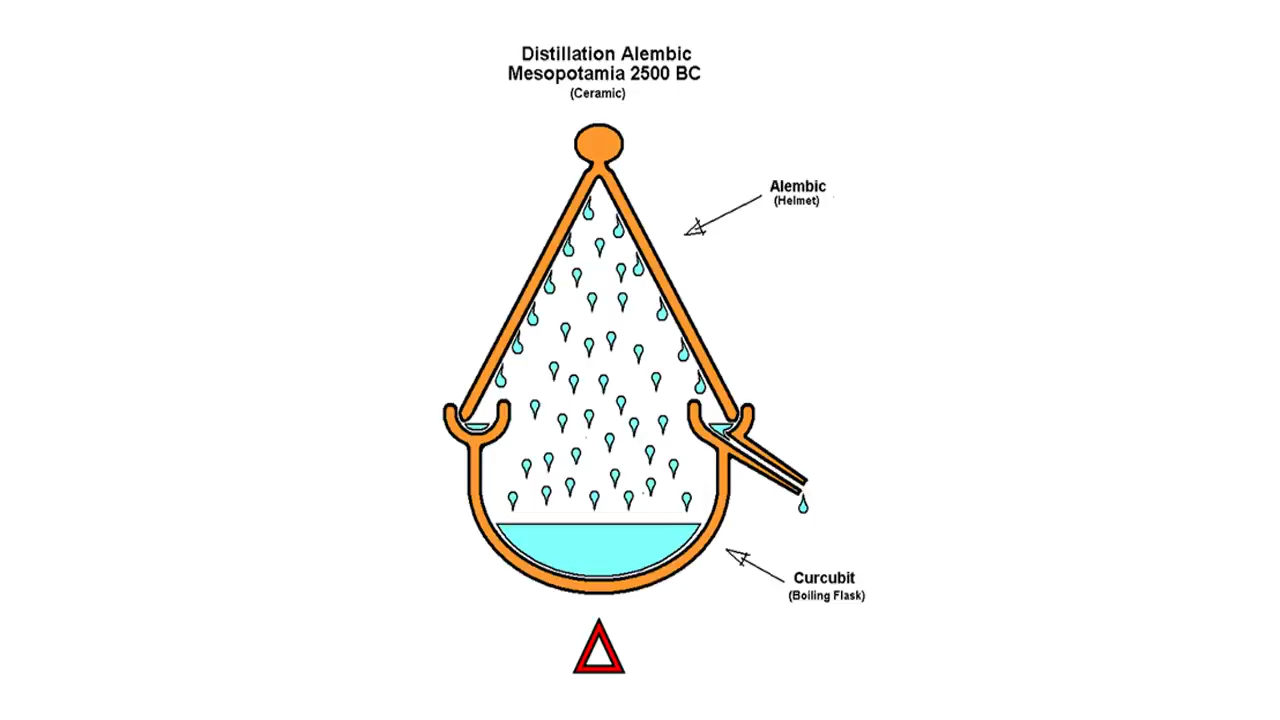 Distillation Alembic
Mesopotamia 2500 BC
(Ceramic)
Alembic
(Helmet)
Curcubit
(Boiling Flask)